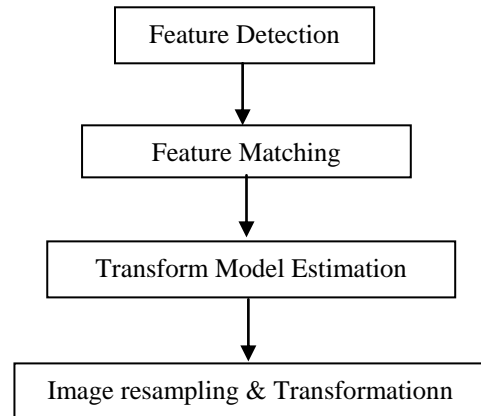 Feature Detection
Feature Matching
Transform Model Estimation
Image resampling & Transformationn